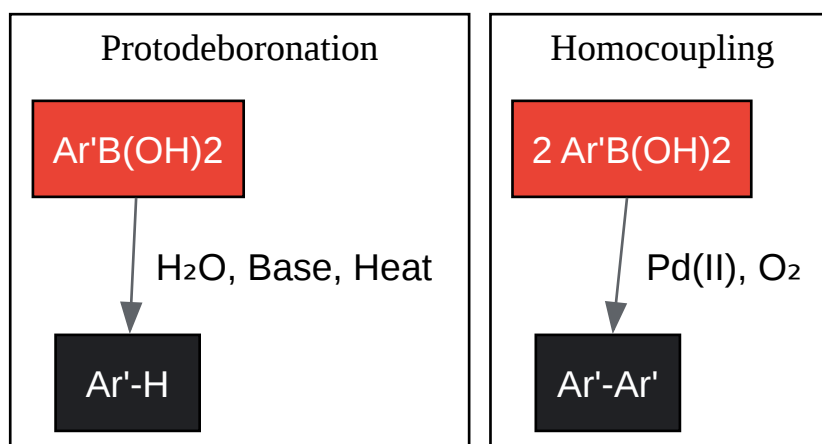 Protodeboronation
Ar'B(OH)2
H₂O, Base, Heat
Ar'-H
Homocoupling
2 Ar'B(OH)2
Pd(II), O₂
Ar'-Ar'